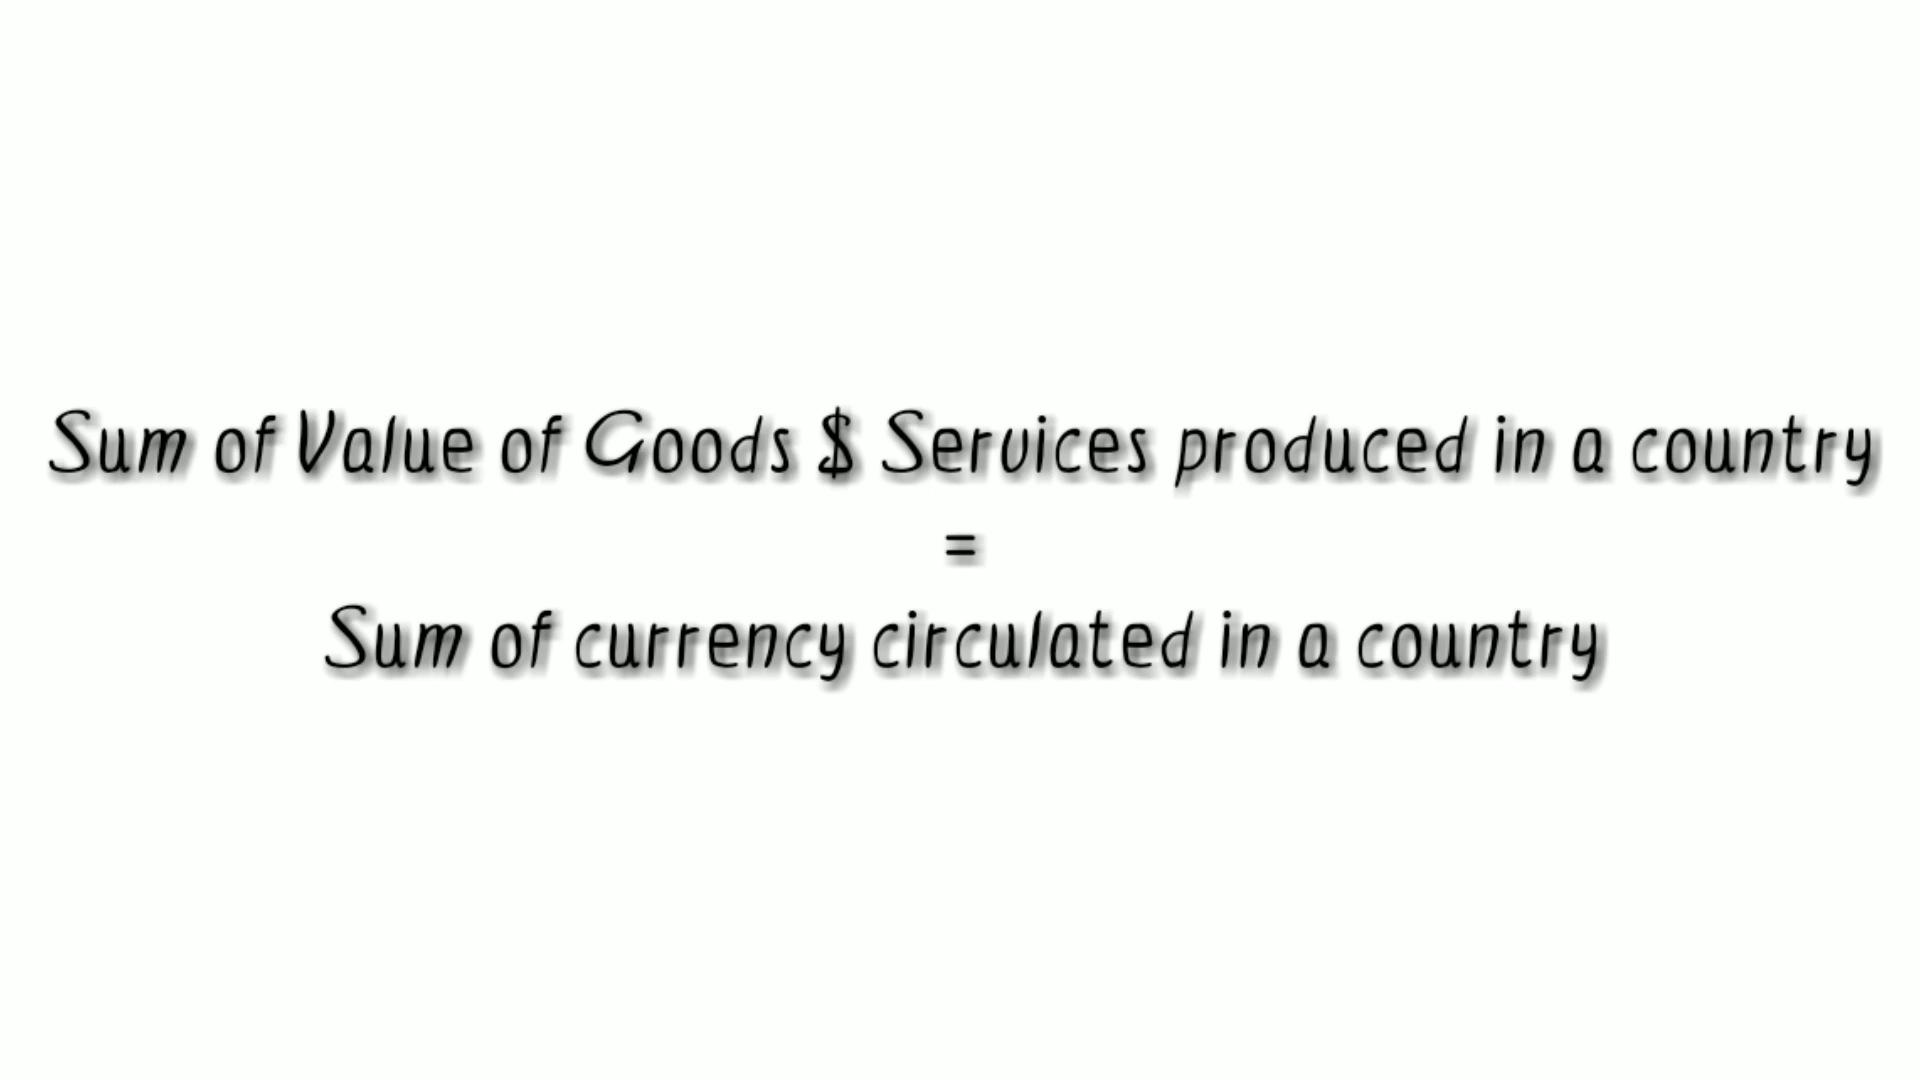 Sum of Value of Goods $ Services produced in a country
=
Sum of currency circulated in a country